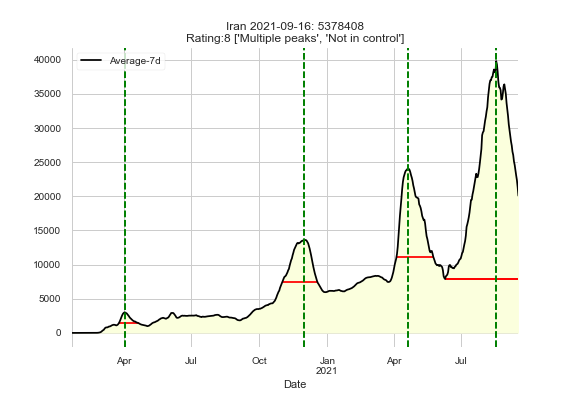 Iran 2021-09-16: 5378408
Rating:8 ['Multiple peaks', 'Not in control']
Average-7d
40000
35000
30000
25000
20000
15000
10000
5000
0
Apr Jul Oct Jan Apr Jul
2021
Date